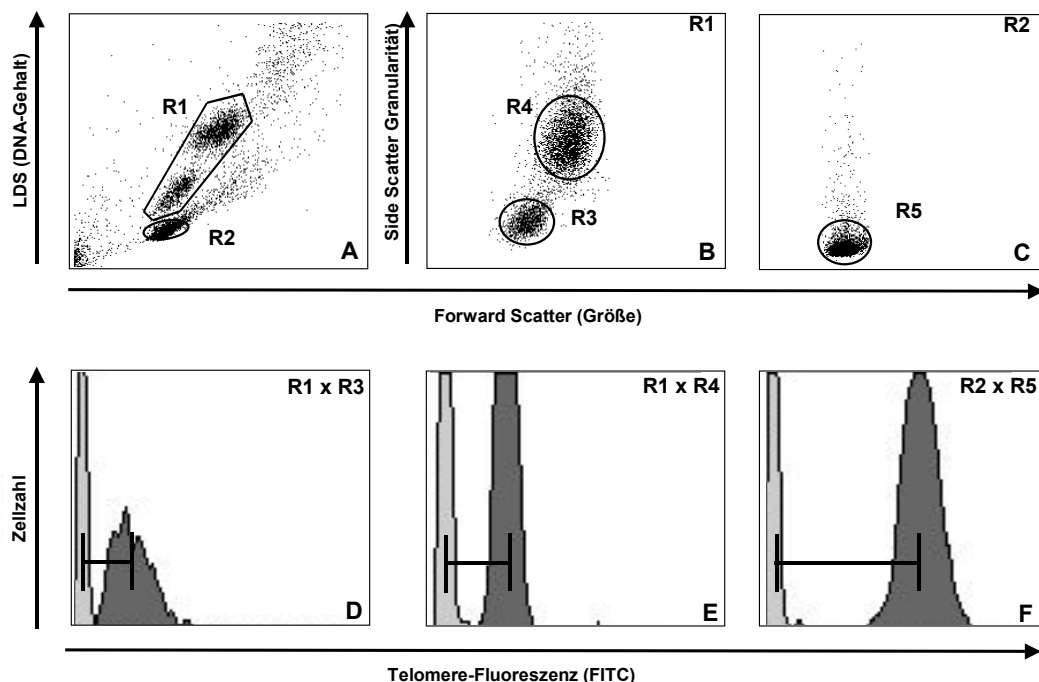 LDS (DNA-Gehalt)
R1
R2
A
Side Scatter Granularität)
R1
R4
R3
B
R2
R5
C
Forward Scatter (Größe)
Zellzahl
R1 x R3
D
R1 x R4
E
R2 x R5
F
Telomere-Fluoreszenz (FITC)